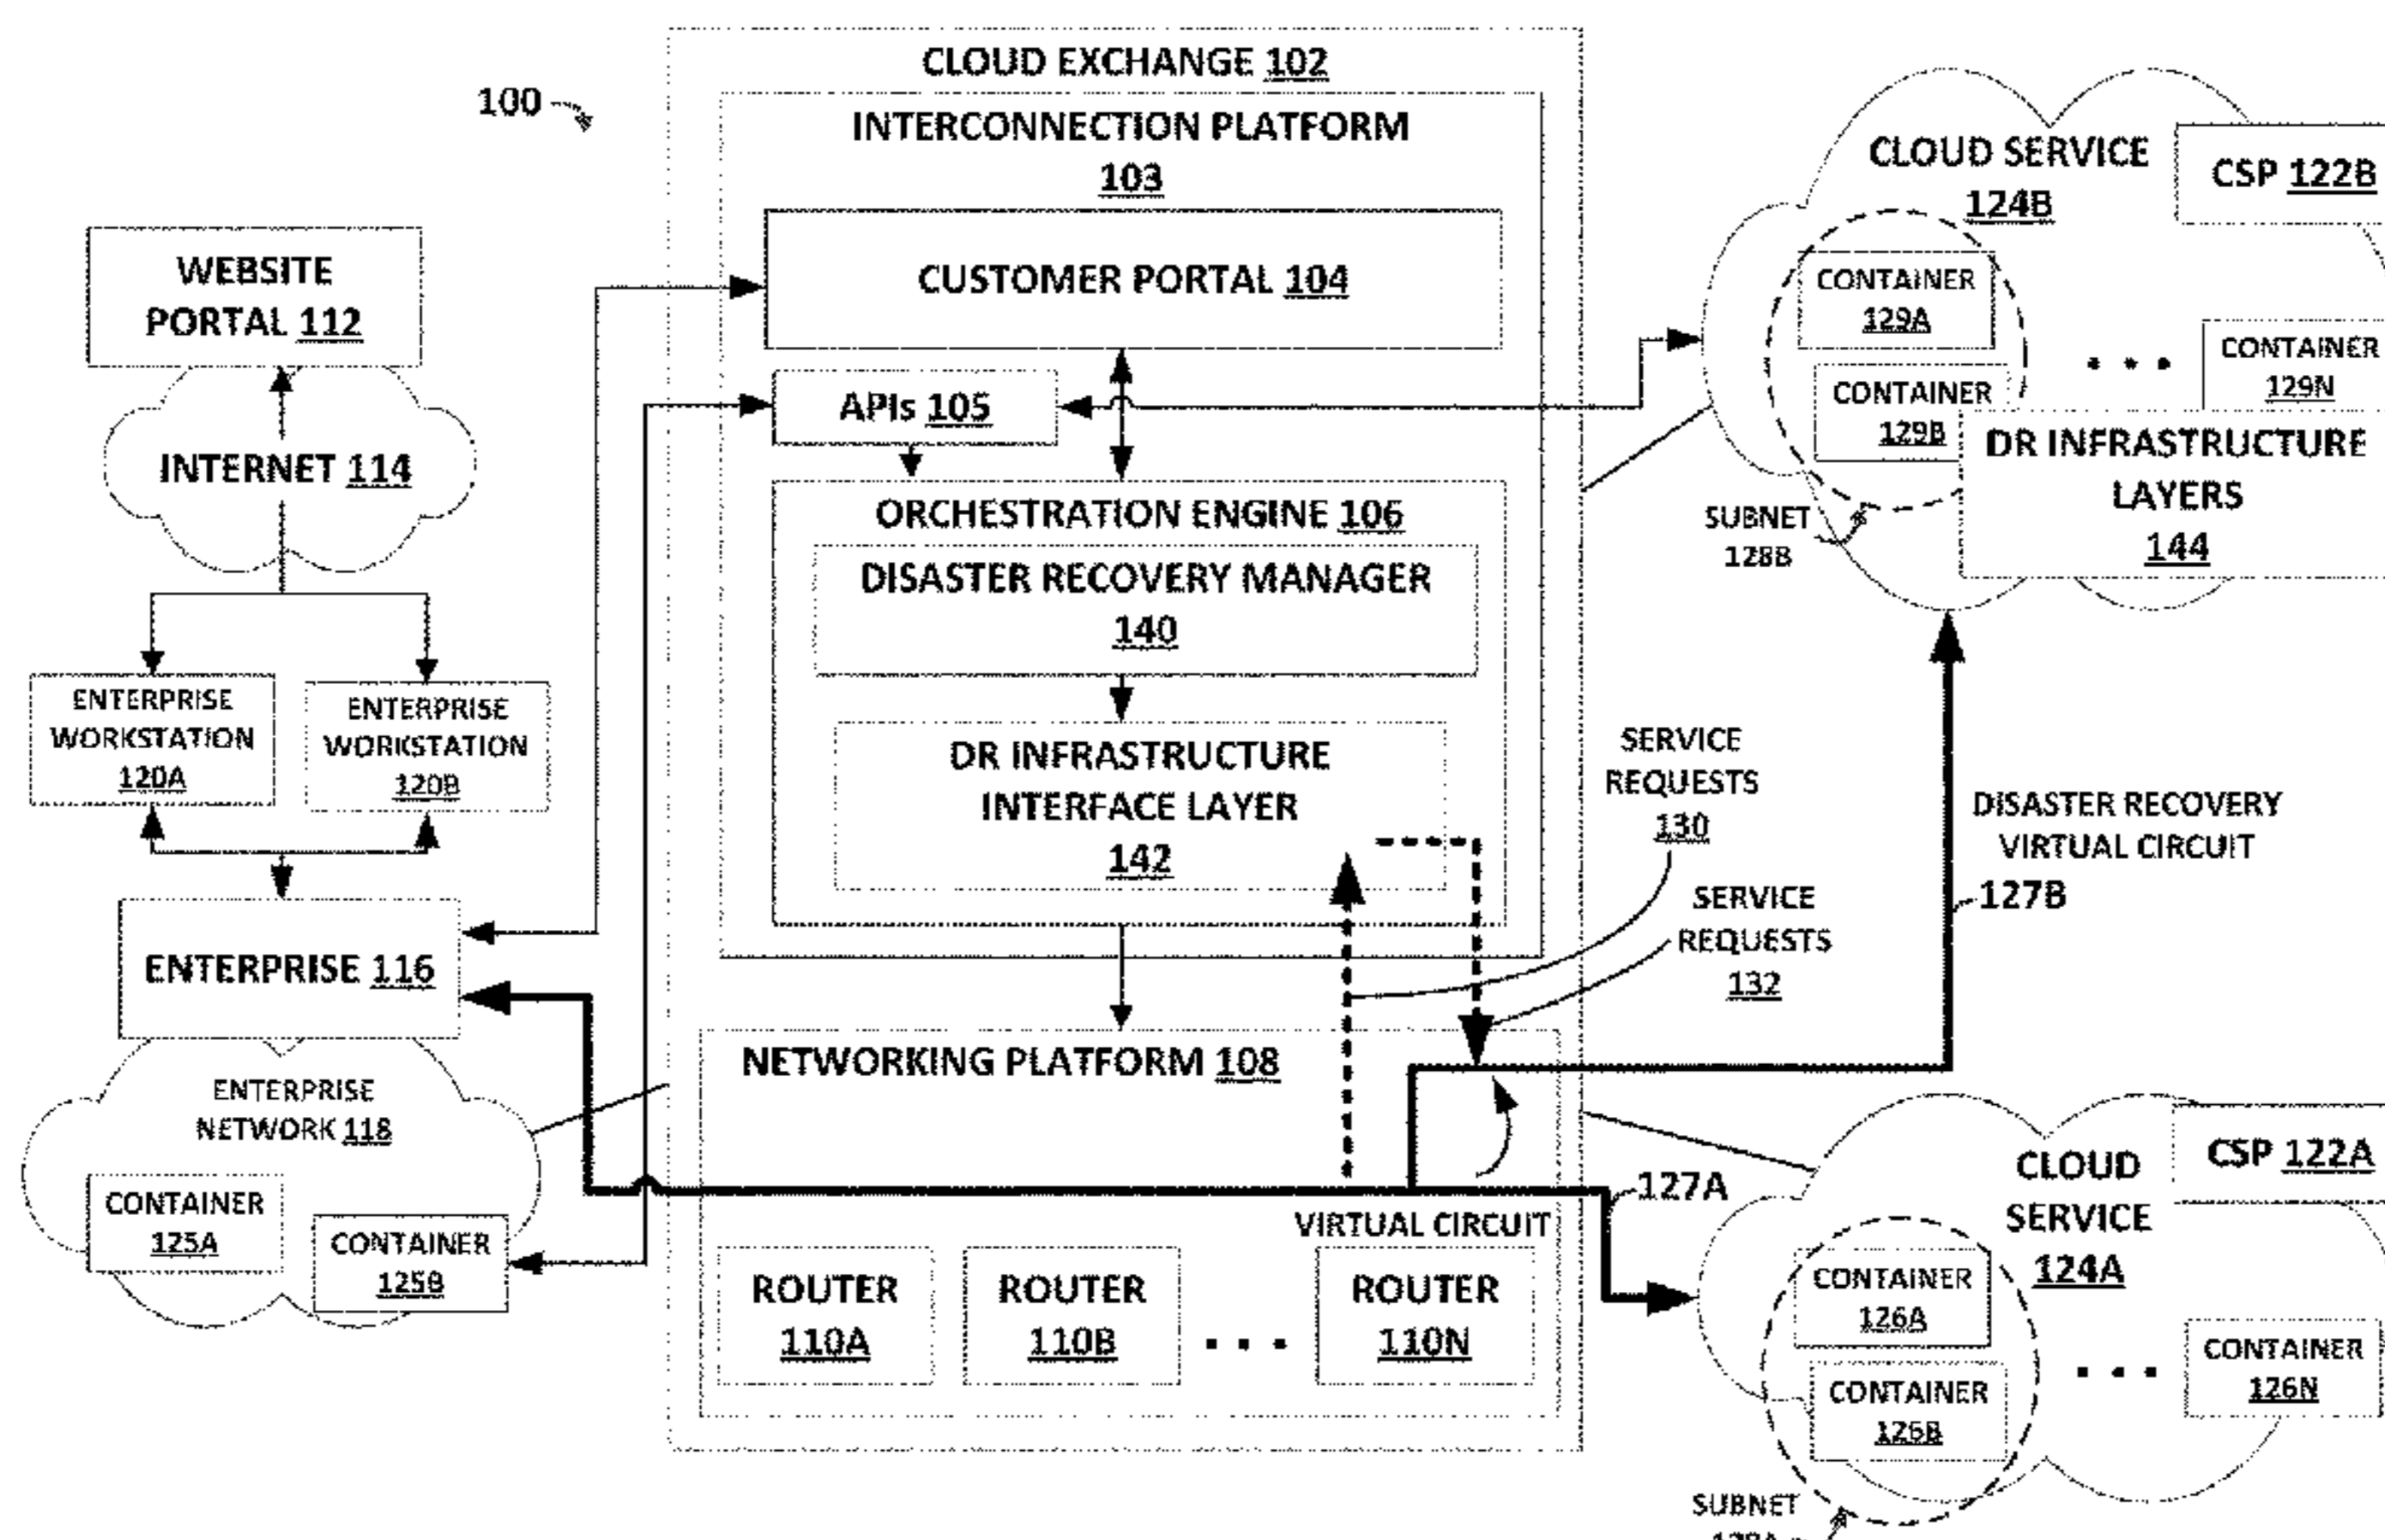 100
CLOUD EXCHANGE 102
INTERCONNECTION PLATFORM
103
CUSTOMER PORTAL 104
APIs 105
ORCHESTRATION ENGINE 106
DISASTER RECOVERY MANAGER
140
DR INFRASTRUCTURE
INTERFACE LAYER
142
NETWORKING PLATFORM 108
VIRTUAL CIRCUIT
ROUTER
110A
ROUTER
110B
• • •
ROUTER
110N
WEBSITE
PORTAL 112
INTERNET 114
ENTERPRISE
WORKSTATION
120A
ENTERPRISE
WORKSTATION
120B
ENTERPRISE 116
ENTERPRISE
NETWORK 118
CONTAINER
125A
CONTAINER
125B
SERVICE
REQUESTS
130
SERVICE
REQUESTS
132
CLOUD SERVICE
124B
CSP 122B
CONTAINER
129A
CONTAINER
129B
• • •
CONTAINER
129N
DR INFRASTRUCTURE
LAYERS
144
SUBNET
128B
DISASTER RECOVERY
VIRTUAL CIRCUIT
127B
127A
CLOUD
SERVICE
124A
CSP 122A
CONTAINER
126A
CONTAINER
126B
• • •
CONTAINER
126N
SUBNET
128A